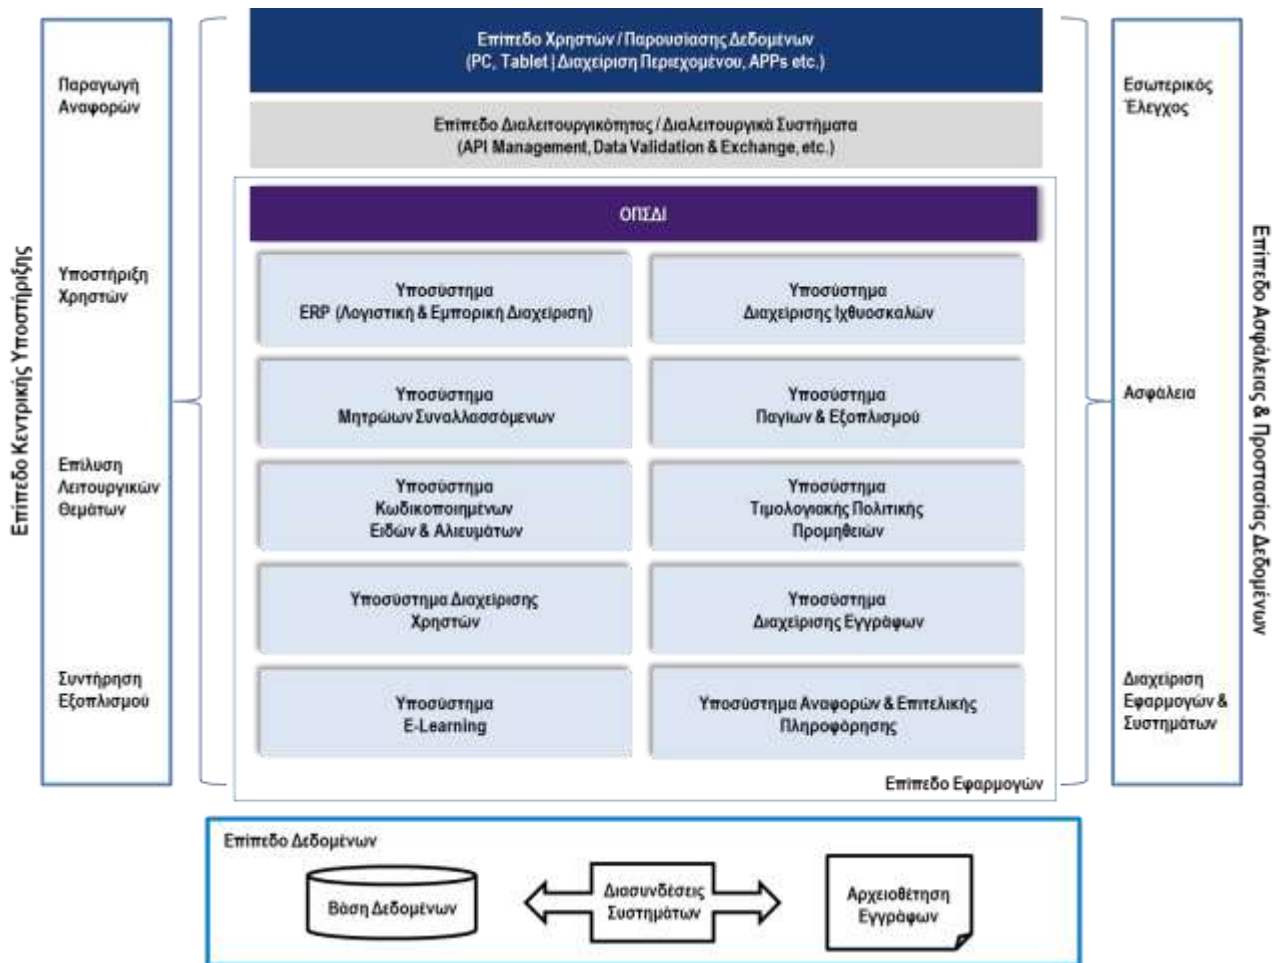 Επίπεδο Χρηστών / Παρουσίασης Δεδομένων
(PC, Tablet | Διαχείριση Περιεχομένου, APPs etc.)
Επίπεδο Διαλειτουργικότητας / Διαλειτουργικά Συστήματα
(API Management, Data Validation & Exchange, etc.)
Επίπεδο Κεντρικής Υποστήριξης
Παραγωγή
Αναφορών
Υποστήριξη
Χρηστών
Επίλυση
Λειτουργικών
Θεμάτων
Συντήρηση
Εξοπλισμού
ΟΠΣΔΙ
Υποσύστημα
ERP (Λογιστική & Εμπορική Διαχείριση)
Υποσύστημα
Διαχείρισης Ιχθυοσκαλών
Υποσύστημα
Μητρώων Συναλλασσόμενων
Υποσύστημα
Παγίων & Εξοπλισμού
Υποσύστημα
Κωδικοποιημένων
Ειδών & Αλιευμάτων
Υποσύστημα
Τιμολογιακής Πολιτικής
Προμηθειών
Υποσύστημα Διαχείρισης
Χρηστών
Υποσύστημα
Διαχείρισης Εγγράφων
Υποσύστημα
E-Learning
Υποσύστημα Αναφορών & Επιτελικής
Πληροφόρησης
Επίπεδο Εφαρμογών
Εσωτερικός
Έλεγχος
Ασφάλεια
Διαχείριση
Εφαρμογών &
Συστημάτων
Επίπεδο Ασφάλειας & Προστασίας Δεδομένων
Επίπεδο Δεδομένων
Βάση Δεδομένων
Διασυνδέσεις
Συστημάτων
Αρχειοθέτηση
Εγγράφων